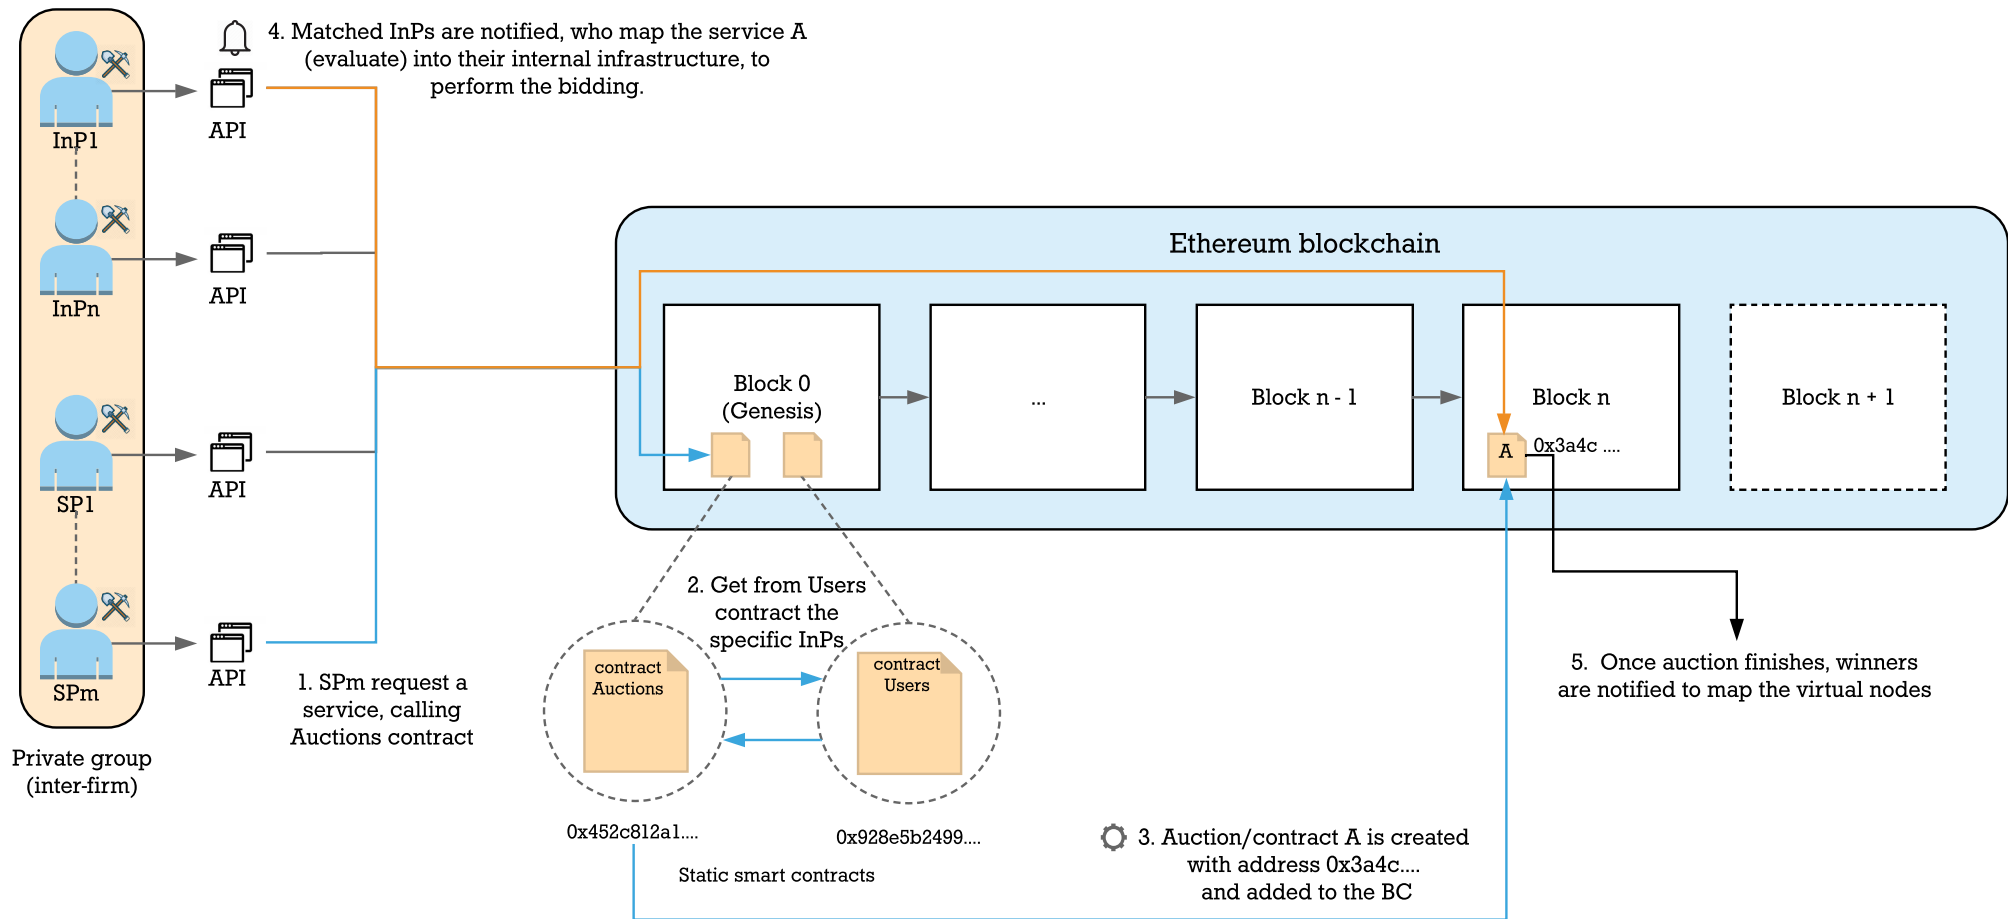 4. Matched InPs are notified, who map the service A
(evaluate) into their internal infrastructure, to
perform the bidding.
InP1
API
InPn
API
SP1
API
SPm
API
Private group
(inter-firm)
1. SPm request a
service, calling
Auctions contract
Ethereum blockchain
Block 0
(Genesis)
...
Block n - 1
Block n
A
0x3a4c ....
Block n + 1
2. Get from Users
contract the
specific InPs
contract
Auctions
contract
Users
0x452c812a1....
0x928e5b2499....
Static smart contracts
3. Auction/contract A is created
with address 0x3a4c....
and added to the BC
5. Once auction finishes, winners
are notified to map the virtual nodes